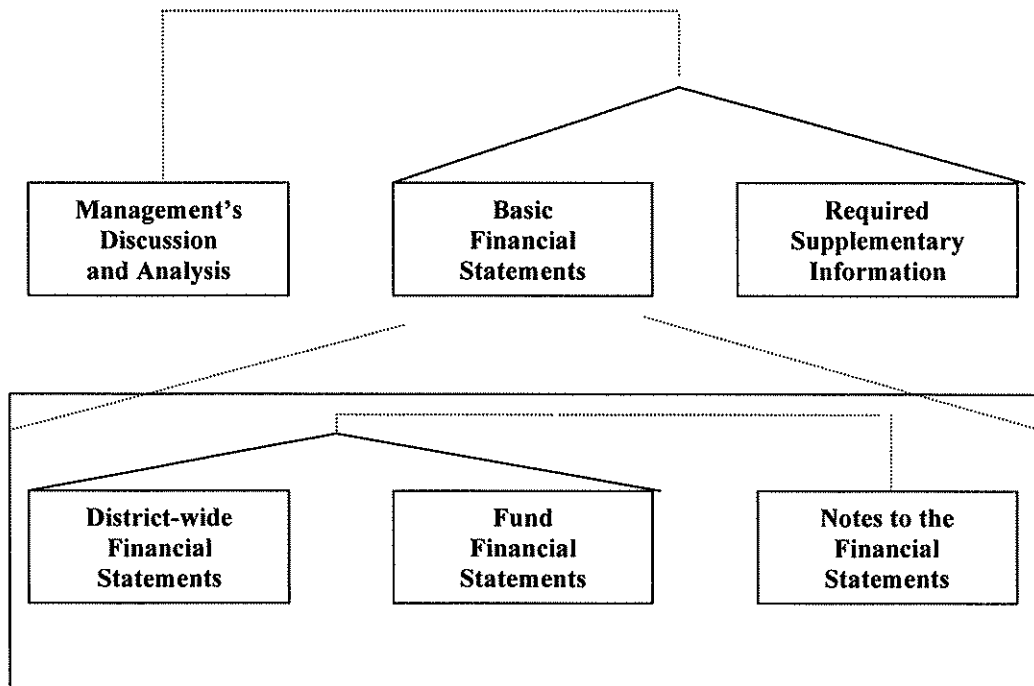 Management’s
Discussion
and Analysis
Basic
Financial
Statements
Required
Supplementary
Information
District-wide
Financial
Statements
Fund
Financial
Statements
Notes to the
Financial
Statements